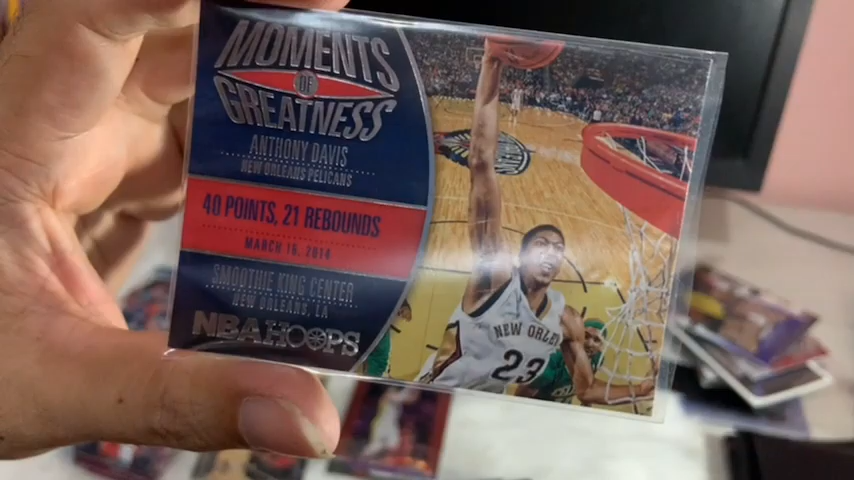 MOMENTS
OF
GREATNESS
ANTHONY DAVIS
NEW ORLEANS PELICANS
40 POINTS, 21 REBOUNDS
MARCH 16, 2014
SMOOTHIE KING CENTER
NEW ORLEANS, LA
NBA HOOPS
NEW ORLE
23